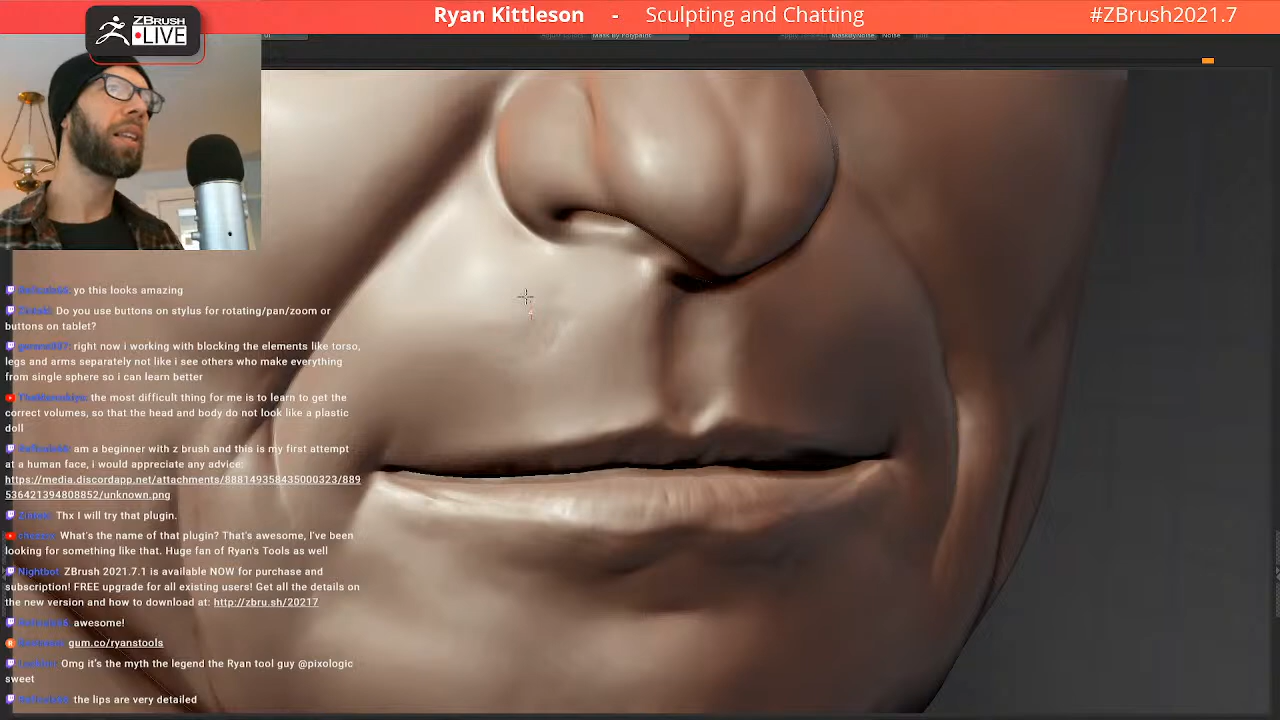 Ryan Kittleson - Sculpting and Chatting #ZBrush2021.7
ZBRUSH
LIVE
Mask By Polypaint MaskByNoise Noise
yo this looks amazing
Do you use buttons on stylus for rotating/pan/zoom or
buttons on tablet?
right now i working with blocking the elements like torso,
legs and arms separately not like i see others who make everything
from single sphere so i can learn better
the most difficult thing for me is to learn to get the
correct volumes, so that the head and body do not look like a plastic
doll
am a beginner with z brush and this is my first attempt
at a human face, i would appreciate any advice:
https://media.discordapp.net/attachments/888149358435000323/889
536421394808852/unknown.png
Thx I will try that plugin.
What's the name of that plugin? That's awesome, I've been
looking for something like that. Huge fan of Ryan's Tools as well
Nightbot: ZBrush 2021.7.1 is available NOW for purchase and
subscription! FREE upgrade for all existing users! Get all the details on
the new version and how to download at: http://zbru.sh/20217
awesome!
gum.co/ryanstools
Omg it's the myth the legend the Ryan tool guy @pixologic
sweet
the lips are very detailed